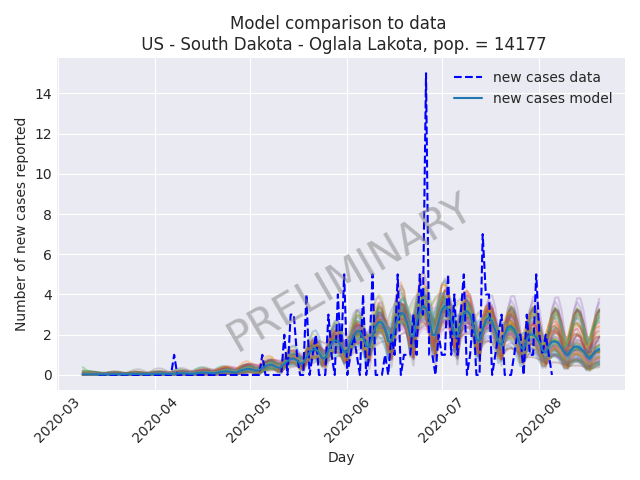 Model comparison to data
US - South Dakota - Oglala Lakota, pop. = 14177
new cases data
new cases model
PRELIMINARY
Number of new cases reported
14
12
10
8
6
4
2
0
2020-03
2020-04
2020-05
2020-06
2020-07
2020-08
Day